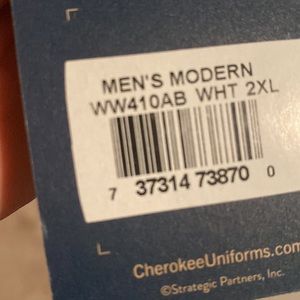 MEN'S MODERN
WW410AB WHT 2XL
7 37314 73870 0
CherokeeUniforms.com
©Strategic Partners, Inc.